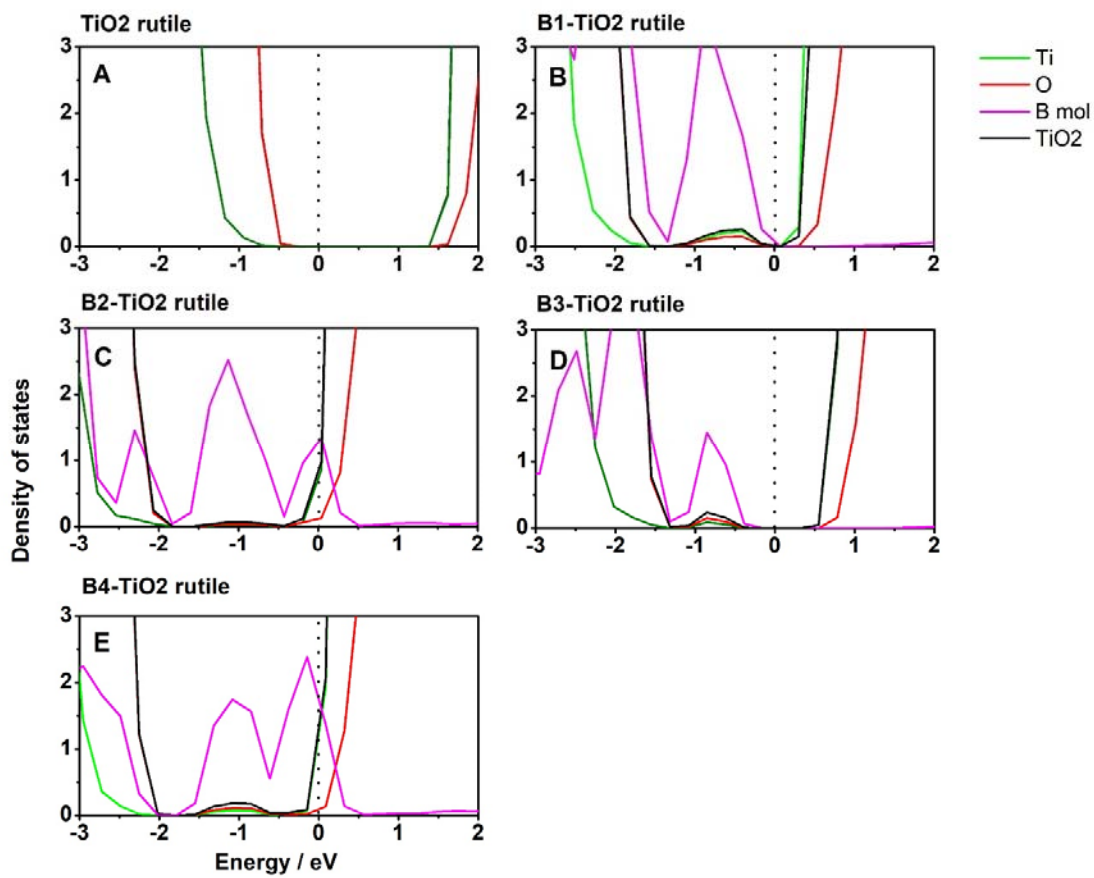 TiO2 rutile
B1-TiO2 rutile
A
B
3
2
1
0
-3 -2 -1 0 1 2
3
2
1
0
-3 -2 -1 0 1 2
Ti
O
B mol
TiO2
B2-TiO2 rutile
B3-TiO2 rutile
C
D
3
2
1
0
-3 -2 -1 0 1 2
3
2
1
0
-3 -2 -1 0 1 2
Density of states
B4-TiO2 rutile
E
3
2
1
0
-3 -2 -1 0 1 2
Energy / eV